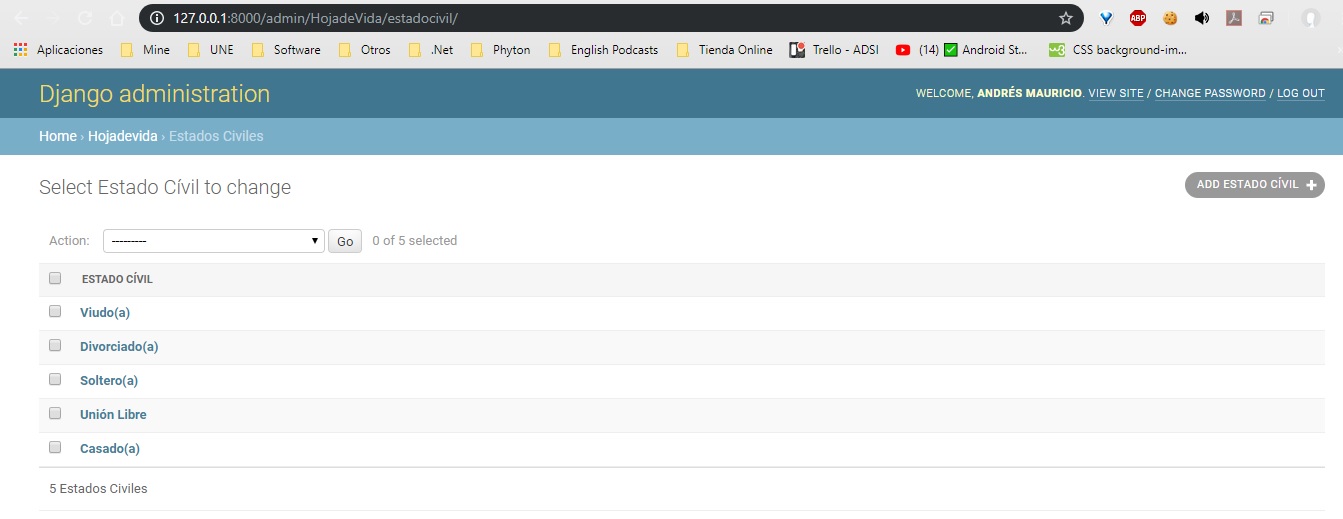 127.0.0.1:8000/admin/HojadeVida/estadocivil/
ABP
Aplicaciones Mine UNE Software Otros .Net Phyton English Podcasts Tienda Online Trello - ADSI (14) ✅ Android St... CSS background-im...
Django administration
WELCOME, ANDRÉS MAURICIO. VIEW SITE / CHANGE PASSWORD / LOG OUT
Home › Hojadevida › Estados Civiles
Select Estado Cívil to change
ADD ESTADO CÍVIL +
Action: --------- Go 0 of 5 selected
ESTADO CÍVIL
Viudo(a)
Divorciado(a)
Soltero(a)
Unión Libre
Casado(a)
5 Estados Civiles